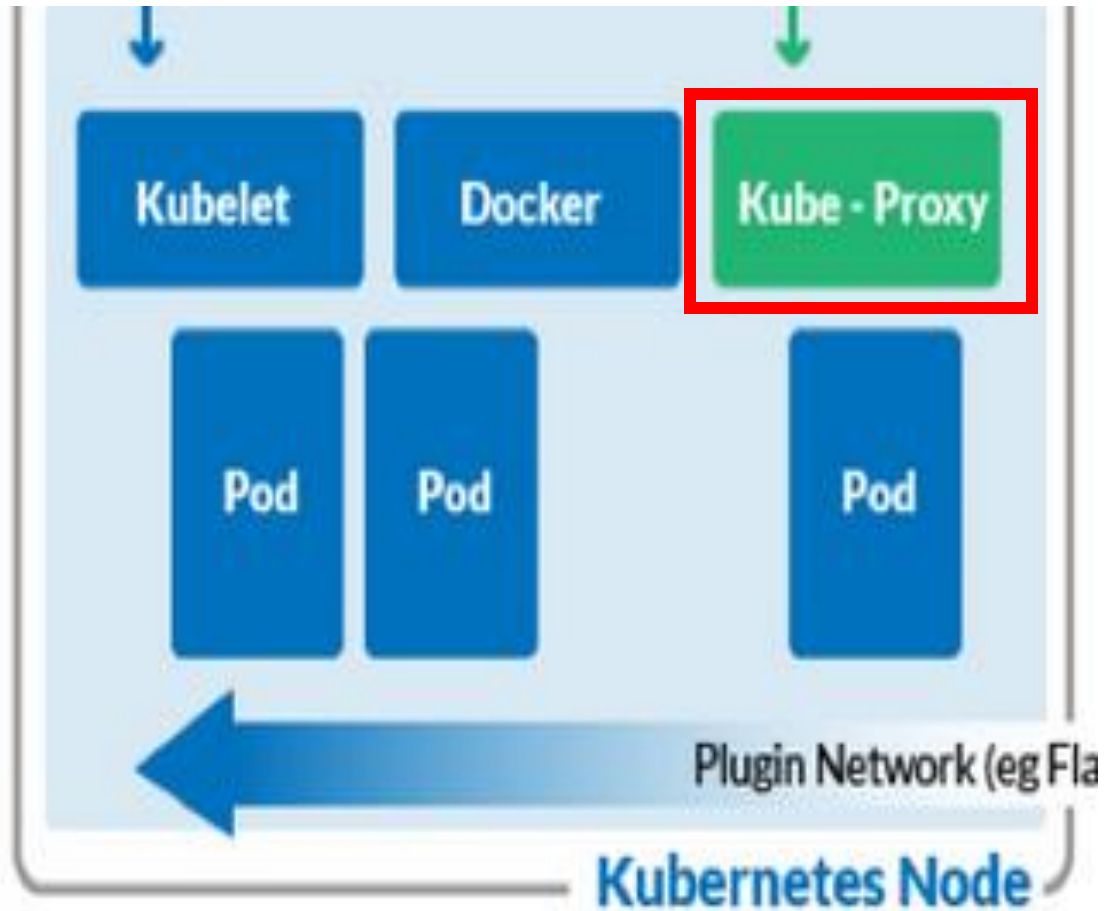 Kubelet
Docker
Kube - Proxy
Pod
Pod
Pod
Plugin Network (eg Fla
Kubernetes Node